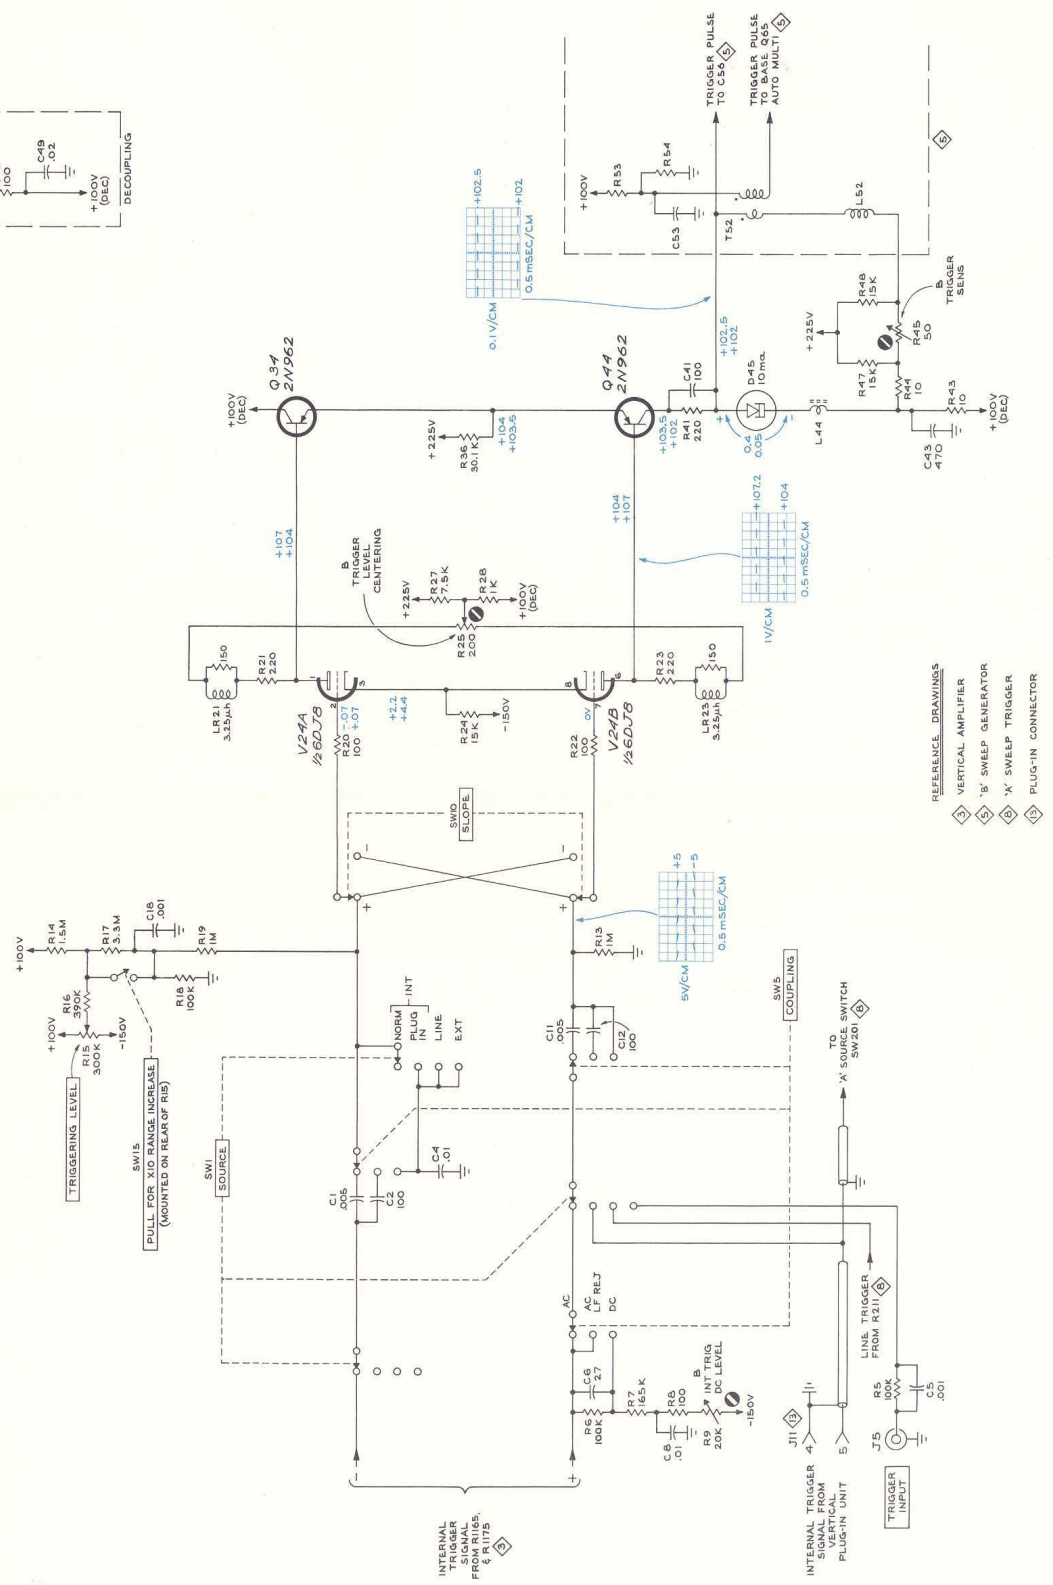 100
C49
.02
+100V
(DEC)
DECOUPLING
TRIGGER PULSE
TO C56 5
TRIGGER PULSE
TO BASE Q65
AUTO MULTI 5
+100V
R53
R54
C53
T52
L52
5
+102.5
+102
0.5 mSEC/CM
0.1 V/CM
Q34
2N962
+100V
(DEC)
+225V
R36
30.1K
+104
+103.5
Q44
2N962
+103.5
+102
C41
100
R41
220
+102.5
+102
D45
10 ma.
+
-
0.4
0.05
L44
+225V
R48
15K
R47
15K
B
TRIGGER
SENS
R45
50
R44
10
R43
10
C43
470
+100V
(DEC)
+107
+104
+104
+107
+107.2
+104
0.5 mSEC/CM
1V/CM
B
TRIGGER
LEVEL
CENTERING
+225V
R27
7.5K
R28
1K
+100V
(DEC)
R25
200
150
LR21
3.25µh
R21
220
1
2
3
V24A
1/2 6DJ8
R20
100
-.07
+.07
+2.2
+4.4
R24
15K
-150V
8
7
6
0V
R22
100
V24B
1/2 6DJ8
R23
220
150
LR23
3.25µh
SW10
SLOPE
-
+
-
+
+5
-5
0.5 mSEC/CM
5V/CM
REFERENCE DRAWINGS
3 VERTICAL AMPLIFIER
5 'B' SWEEP GENERATOR
8 'A' SWEEP TRIGGER
13 PLUG-IN CONNECTOR
+100V
R14
1.5M
R17
3.3M
C18
.001
R19
1M
R18
100K
R16
390K
+100V
-150V
R15
300K
TRIGGERING LEVEL
SW15
PULL FOR X10 RANGE INCREASE
(MOUNTED ON REAR OF R15)
SW1
SOURCE
NORM
PLUG
IN
INT
LINE
EXT
C1
.005
C2
100
C4
.01
C11
.005
C12
100
R13
1M
SW5
COUPLING
TO
'A' SOURCE SWITCH
SW201 8
AC
AC
LF REJ
DC
C6
27
R6
100K
R7
165K
R8
100
C8
.01
R9
20K
B
INT TRIG
DC LEVEL
-150V
LINE TRIGGER
FROM R211 8
-
+
INTERNAL
TRIGGER
SIGNAL
FROM R1165,
& R1175
3
J11 13
4
5
INTERNAL TRIGGER
SIGNAL FROM
VERTICAL
PLUG-IN UNIT
R5
100K
C5
.001
J5
TRIGGER
INPUT